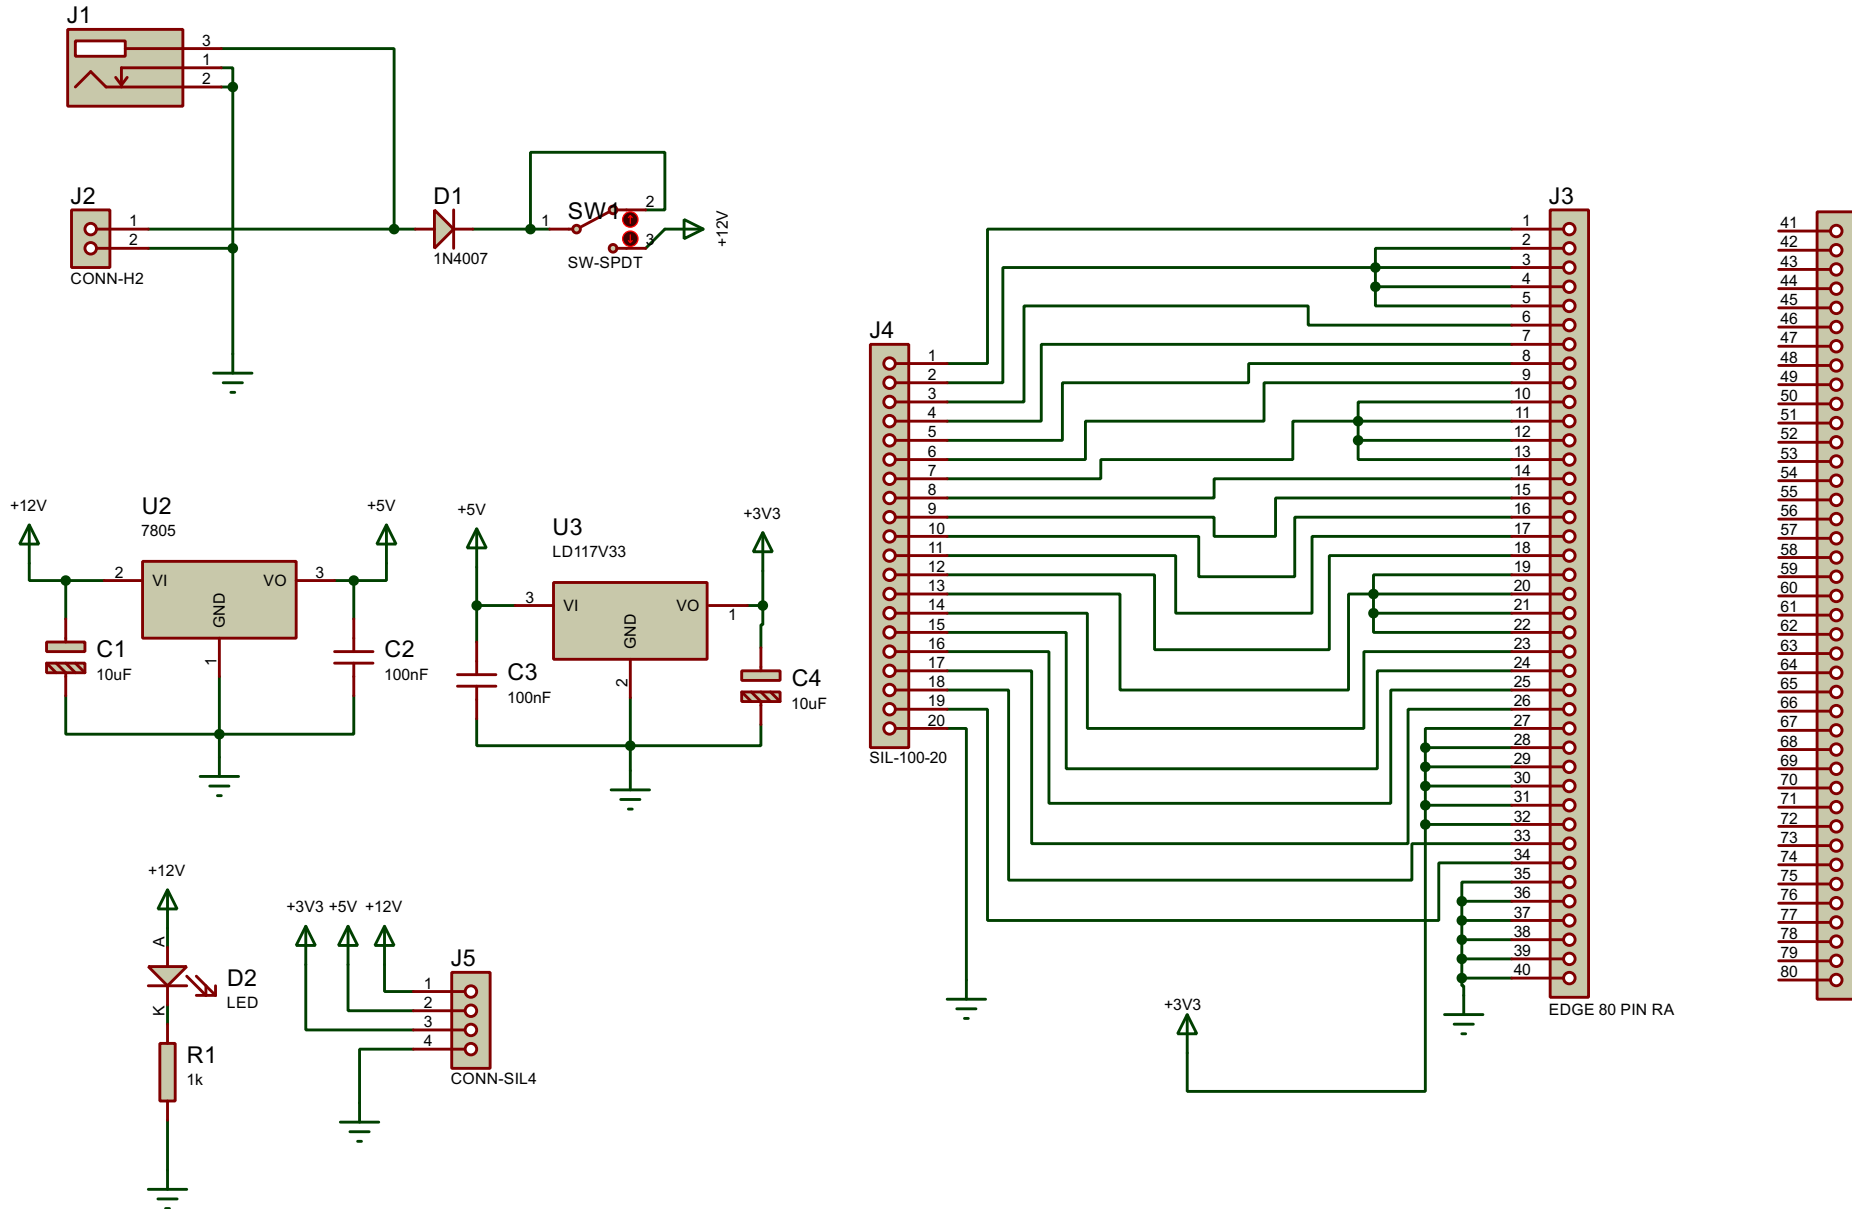 J1
3
1
2
J2
1
2
CONN-H2
D1
1N4007
1
SW1
2
3
SW-SPDT
+12V
+12V
U2
7805
+5V
2
VI
VO
3
GND
1
C1
10uF
C2
100nF
+5V
U3
LD117V33
+3V3
3
VI
VO
1
GND
2
C3
100nF
C4
10uF
+12V
A
D2
LED
K
R1
1k
+3V3 +5V +12V
J5
1
2
3
4
CONN-SIL4
J4
1
2
3
4
5
6
7
8
9
10
11
12
13
14
15
16
17
18
19
20
SIL-100-20
+3V3
J3
1
2
3
4
5
6
7
8
9
10
11
12
13
14
15
16
17
18
19
20
21
22
23
24
25
26
27
28
29
30
31
32
33
34
35
36
37
38
39
40
EDGE 80 PIN RA
41
42
43
44
45
46
47
48
49
50
51
52
53
54
55
56
57
58
59
60
61
62
63
64
65
66
67
68
69
70
71
72
73
74
75
76
77
78
79
80